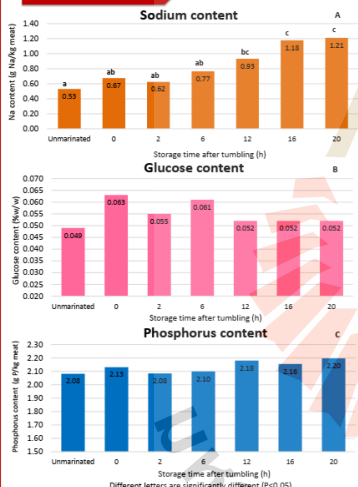 Sodium content
A
Na content (g Na/kg meat)
1.40
1.20
1.00
0.80
0.60
0.40
0.20
0.00
a
ab
ab
ab
bc
c
c
0.53
0.67
0.62
0.77
0.93
1.18
1.21
Unmarinated 0 2 6 12 16 20
Storage time after tumbling (h)
Glucose content
B
Glucose content (%w/w)
0.070
0.065
0.060
0.055
0.050
0.045
0.040
0.035
0.030
0.025
0.020
0.049
0.063
0.055
0.061
0.052
0.052
0.052
Unmarinated 0 2 6 12 16 20
Storage time after tumbling (h)
Phosphorus content
C
Phosphorus content (g P/kg meat)
2.30
2.20
2.10
2.00
1.90
1.80
1.70
1.60
1.50
2.08
2.13
2.08
2.10
2.18
2.16
2.20
Unmarinated 0 2 6 12 16 20
Storage time after tumbling (h)
Different letters are significantly different (P≤0.05)